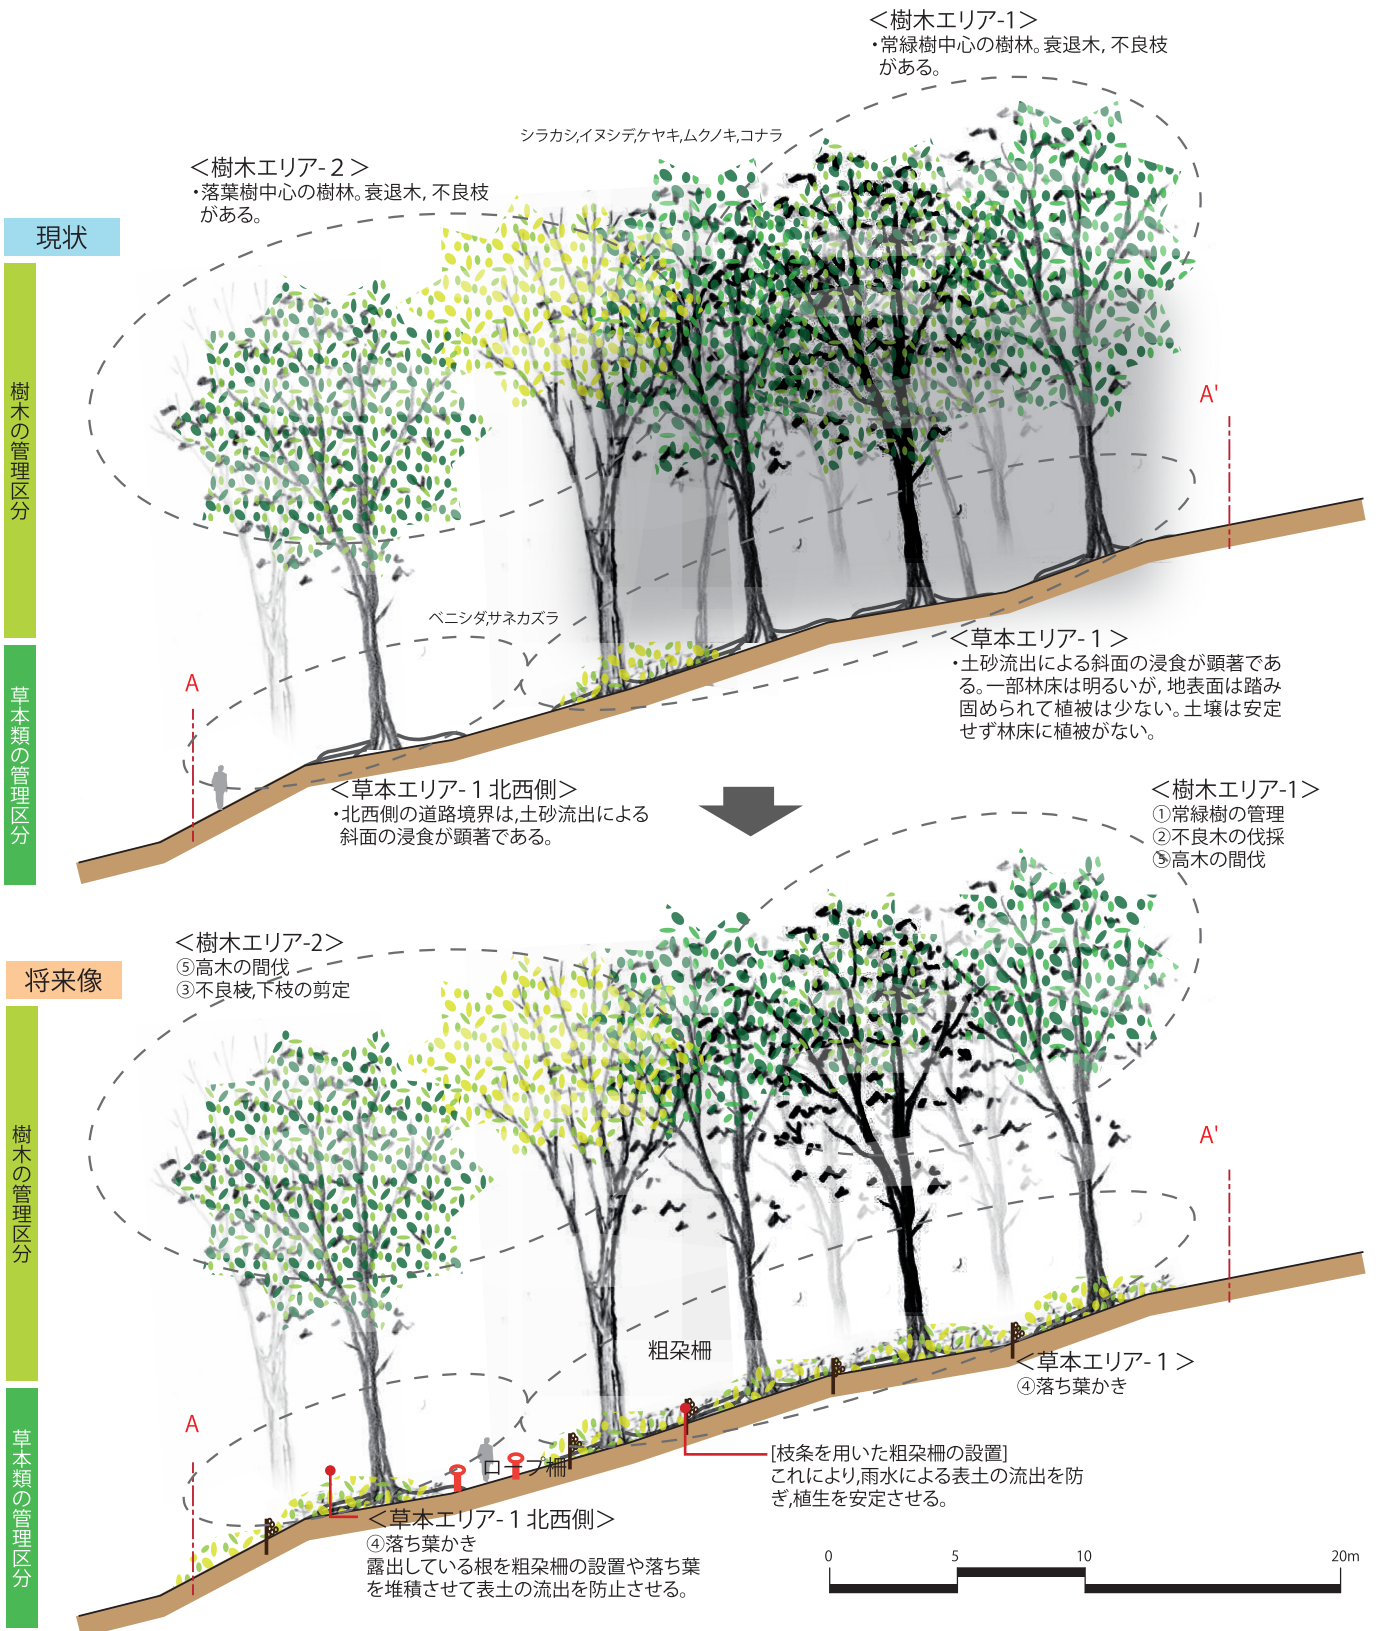 ＜樹木エリア-1＞
・常緑樹中心の樹林。衰退木，不良枝
がある。
シラカシ,イヌシデ,ケヤキ,ムクノキ,コナラ
＜樹木エリア-２＞
・落葉樹中心の樹林。衰退木，不良枝
がある。
現状
樹木の管理区分
A'
ベニシダ,サネカズラ
＜草本エリア-１＞
・土砂流出による斜面の浸食が顕著であ
る。一部林床は明るいが，地表面は踏み
固められて植被は少ない。土壌は安定
せず林床に植被がない。
草本類の管理区分
A
＜草本エリア-１北西側＞
・北西側の道路境界は,土砂流出による
斜面の浸食が顕著である。
＜樹木エリア-1＞
①常緑樹の管理
②不良木の伐採
⑤高木の間伐
＜樹木エリア-2＞
⑤高木の間伐
③不良枝,下枝の剪定
将来像
樹木の管理区分
A'
粗朶柵
＜草本エリア-１＞
④落ち葉かき
草本類の管理区分
A
ロープ柵
[枝条を用いた粗朶柵の設置]
これにより,雨水による表土の流出を防
ぎ,植生を安定させる。
＜草本エリア-１北西側＞
④落ち葉かき
露出している根を粗朶柵の設置や落ち葉
を堆積させて表土の流出を防止させる。
0 5 10 20m